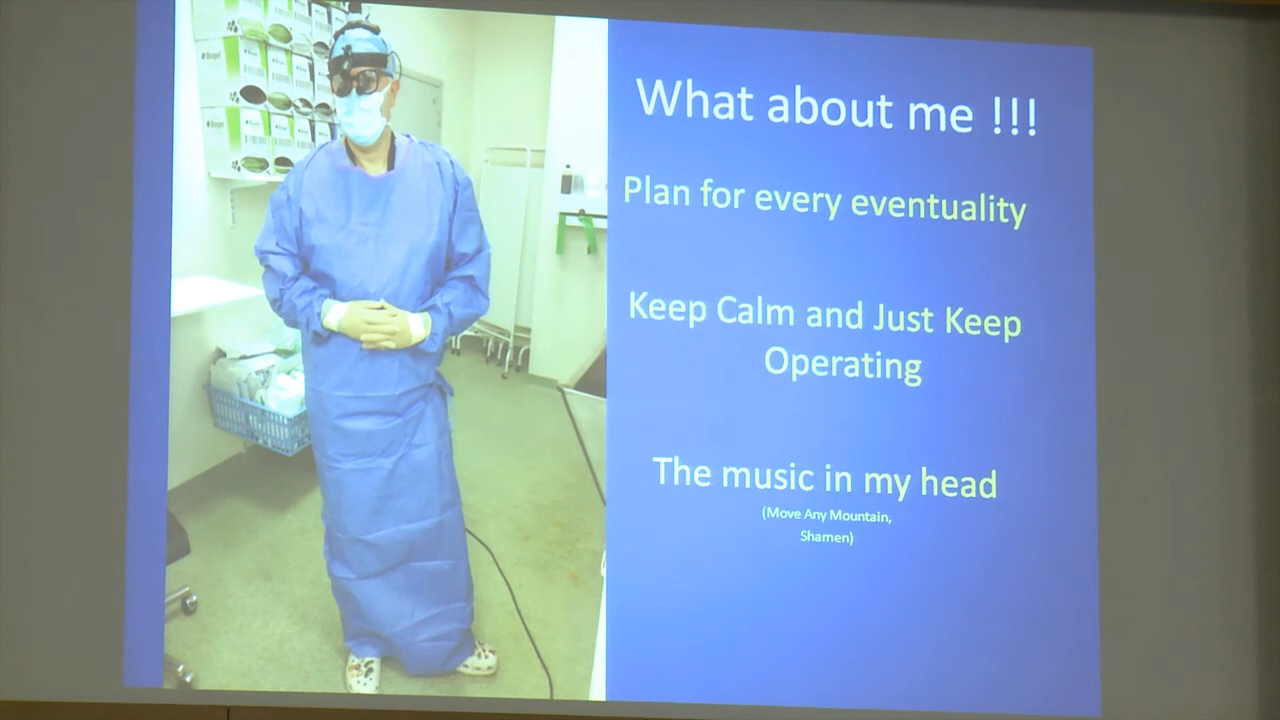 What about me !!!
Plan for every eventuality
Keep Calm and Just Keep
Operating
The music in my head
(Move Any Mountain,
Shamen)